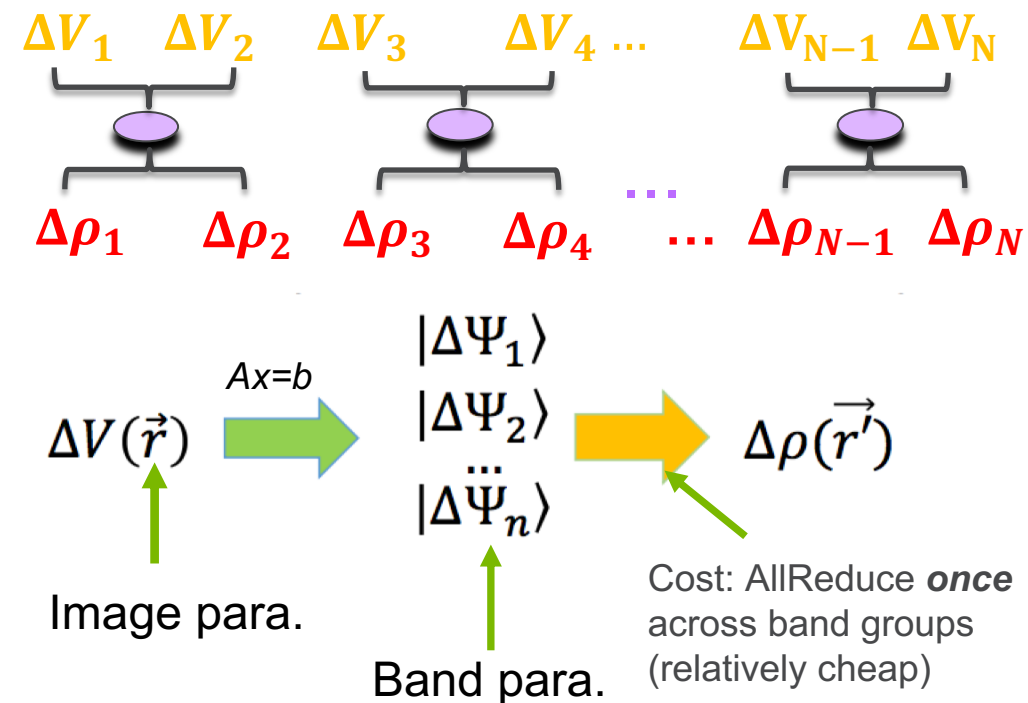 ΔV₁ ΔV₂ ΔV₃ ΔV₄ ... ΔV_{N−1} ΔV_N
...
Δρ₁ Δρ₂ Δρ₃ Δρ₄ ... Δρ_{N−1} Δρ_N
|ΔΨ₁⟩
Ax=b
|ΔΨ₂⟩
ΔV(r⃗)
Δρ(r′⃗)
...
|ΔΨₙ⟩
Image para.
Band para.
Cost: AllReduce once
across band groups
(relatively cheap)